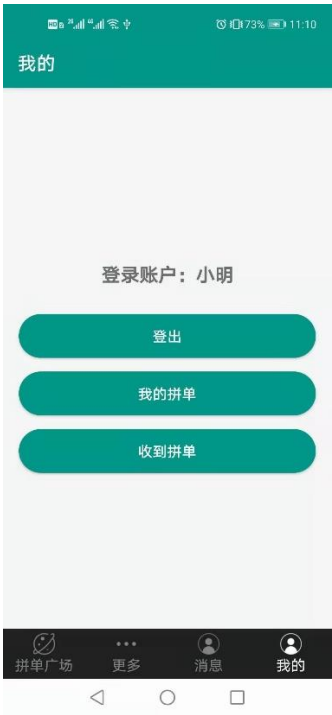 73% 11:10
我的
登录账户：小明
登出
我的拼单
收到拼单
拼单广场 更多 消息 我的